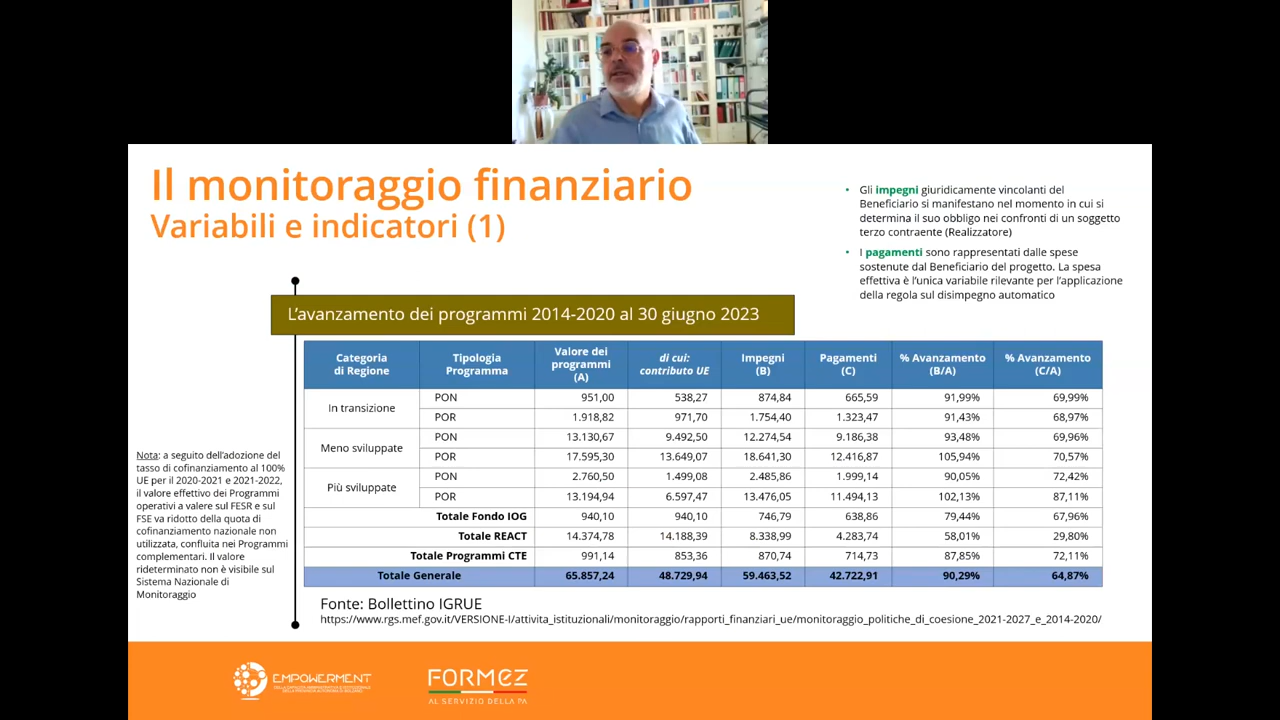 Il monitoraggio finanziario
Variabili e indicatori (1)
• Gli impegni giuridicamente vincolanti del
Beneficiario si manifestano nel momento in cui si
determina il suo obbligo nei confronti di un soggetto
terzo contraente (Realizzatore)
• I pagamenti sono rappresentati dalle spese
sostenute dal Beneficiario del progetto. La spesa
effettiva è l'unica variabile rilevante per l'applicazione
della regola sul disimpegno automatico
L'avanzamento dei programmi 2014-2020 al 30 giugno 2023
Categoria di Regione Tipologia Programma Valore dei programmi (A) di cui: contributo UE Impegni (B) Pagamenti (C) % Avanzamento (B/A) % Avanzamento (C/A)
In transizione PON 951,00 538,27 874,84 665,59 91,99% 69,99%
POR 1.918,82 971,70 1.754,40 1.323,47 91,43% 68,97%
Meno sviluppate PON 13.130,67 9.492,50 12.274,54 9.186,38 93,48% 69,96%
POR 17.595,30 13.649,07 18.641,30 12.416,87 105,94% 70,57%
Più sviluppate PON 2.760,50 1.499,08 2.485,86 1.999,14 90,05% 72,42%
POR 13.194,94 6.597,47 13.476,05 11.494,13 102,13% 87,11%
Totale Fondo IOG 940,10 940,10 746,79 638,86 79,44% 67,96%
Totale REACT 14.374,78 14.188,39 8.338,99 4.283,74 58,01% 29,80%
Totale Programmi CTE 991,14 853,36 870,74 714,73 87,85% 72,11%
Totale Generale 65.857,24 48.729,94 59.463,52 42.722,91 90,29% 64,87%
Nota: a seguito dell'adozione del
tasso di cofinanziamento al 100%
UE per il 2020-2021 e 2021-2022,
il valore effettivo dei Programmi
operativi a valere sul FESR e sul
FSE va ridotto della quota di
cofinanziamento nazionale non
utilizzata, confluita nei Programmi
complementari. Il valore
rideterminato non è visibile sul
Sistema Nazionale di
Monitoraggio
Fonte: Bollettino IGRUE
https://www.rgs.mef.gov.it/VERSIONE-I/attivita_istituzionali/monitoraggio/rapporti_finanziari_ue/monitoraggio_politiche_di_coesione_2021-2027_e_2014-2020/
EMPOWERMENT
FORMEZ
AL SERVIZIO DELLA PA